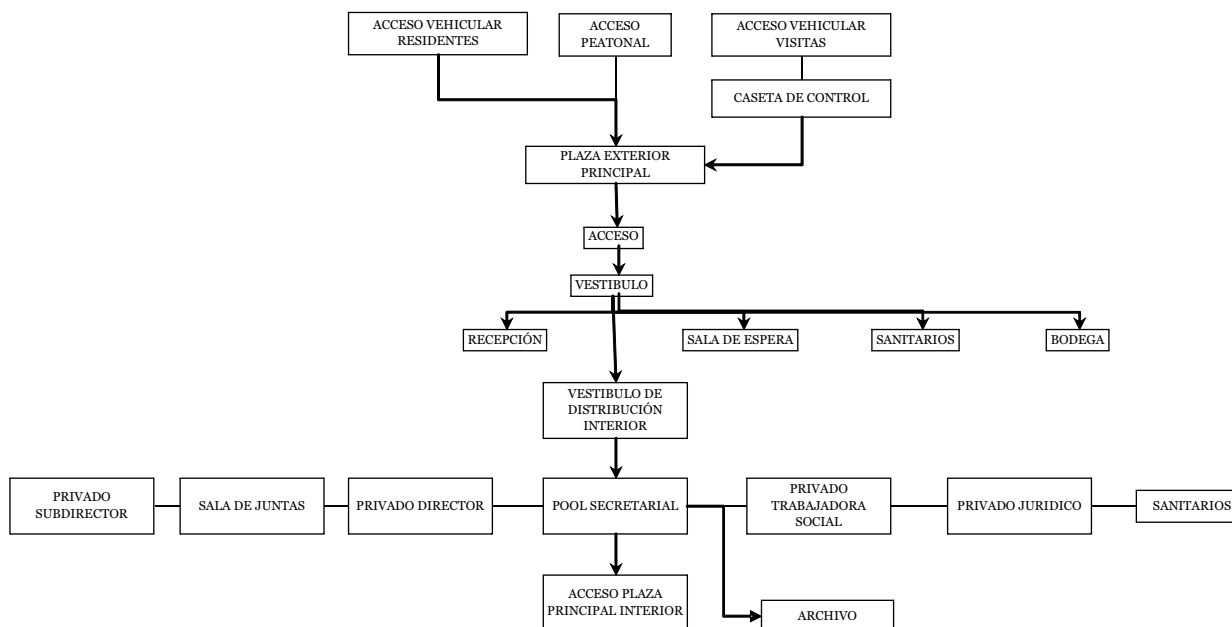 ACCESO VEHICULAR
RESIDENTES
ACCESO
PEATONAL
ACCESO VEHICULAR
VISITAS
CASETA DE CONTROL
PLAZA EXTERIOR
PRINCIPAL
ACCESO
VESTIBULO
RECEPCIÓN
SALA DE ESPERA
SANITARIOS
BODEGA
VESTIBULO DE
DISTRIBUCIÓN
INTERIOR
PRIVADO
SUBDIRECTOR
SALA DE JUNTAS
PRIVADO DIRECTOR
POOL SECRETARIAL
PRIVADO
TRABAJADORA
SOCIAL
PRIVADO JURIDICO
SANITARIOS
ACCESO PLAZA
PRINCIPAL INTERIOR
ARCHIVO